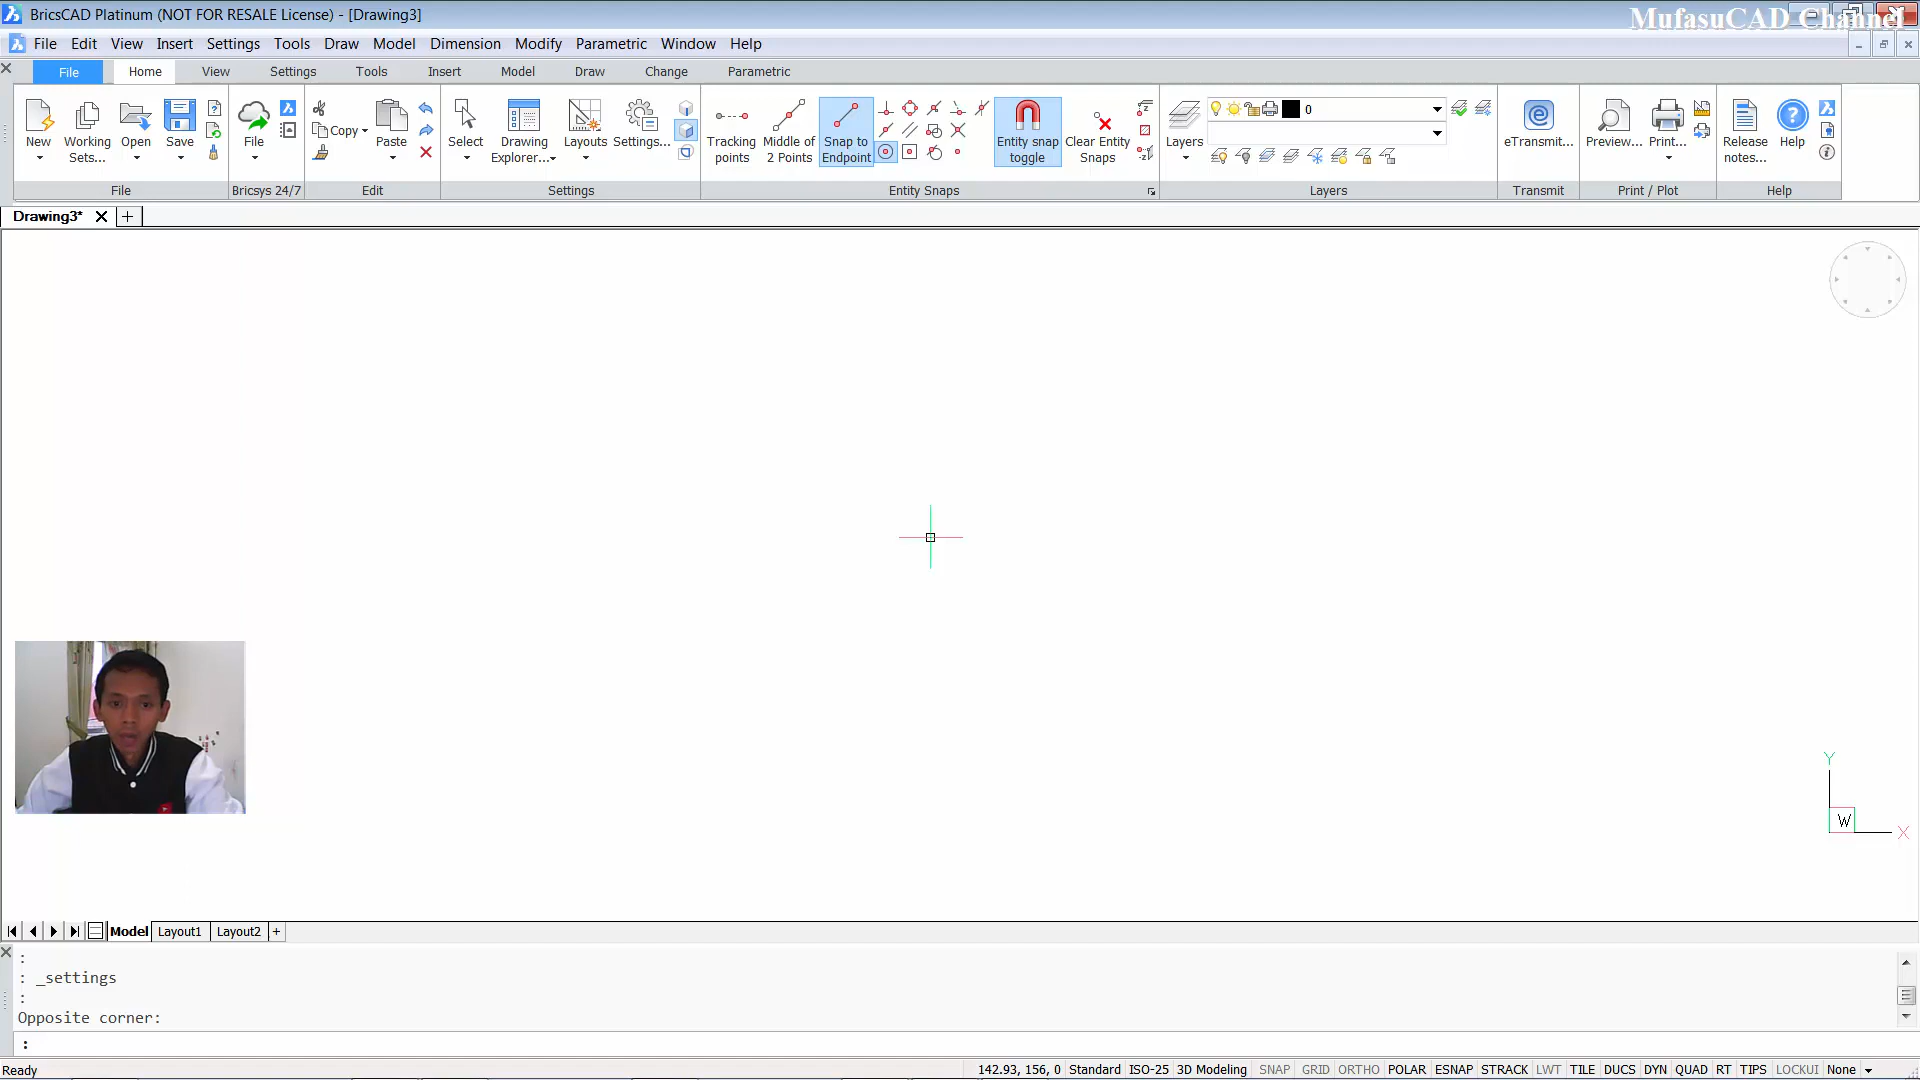 BricsCAD Platinum (NOT FOR RESALE License) - [Drawing3]
MufasuCAD Channel
File Edit View Insert Settings Tools Draw Model Dimension Modify Parametric Window Help
File Home View Settings Tools Insert Model Draw Change Parametric
New
Working
Sets...
Open
Save
File
Copy
Paste
Select
Drawing
Explorer...
Layouts
Settings...
Tracking
points
Middle of
2 Points
Snap to
Endpoint
Entity snap
toggle
Clear Entity
Snaps
Layers
0
eTransmit...
Preview...
Print...
Release
notes...
Help
File Bricsys 24/7 Edit Settings Entity Snaps Layers Transmit Print / Plot Help
Drawing3*
Y
W
X
Model Layout1 Layout2 +
:
: _settings
:
Opposite corner:
:
Ready 142.93, 156, 0 Standard ISO-25 3D Modeling SNAP GRID ORTHO POLAR ESNAP STRACK LWT TILE DUCS DYN QUAD RT TIPS LOCKUI None